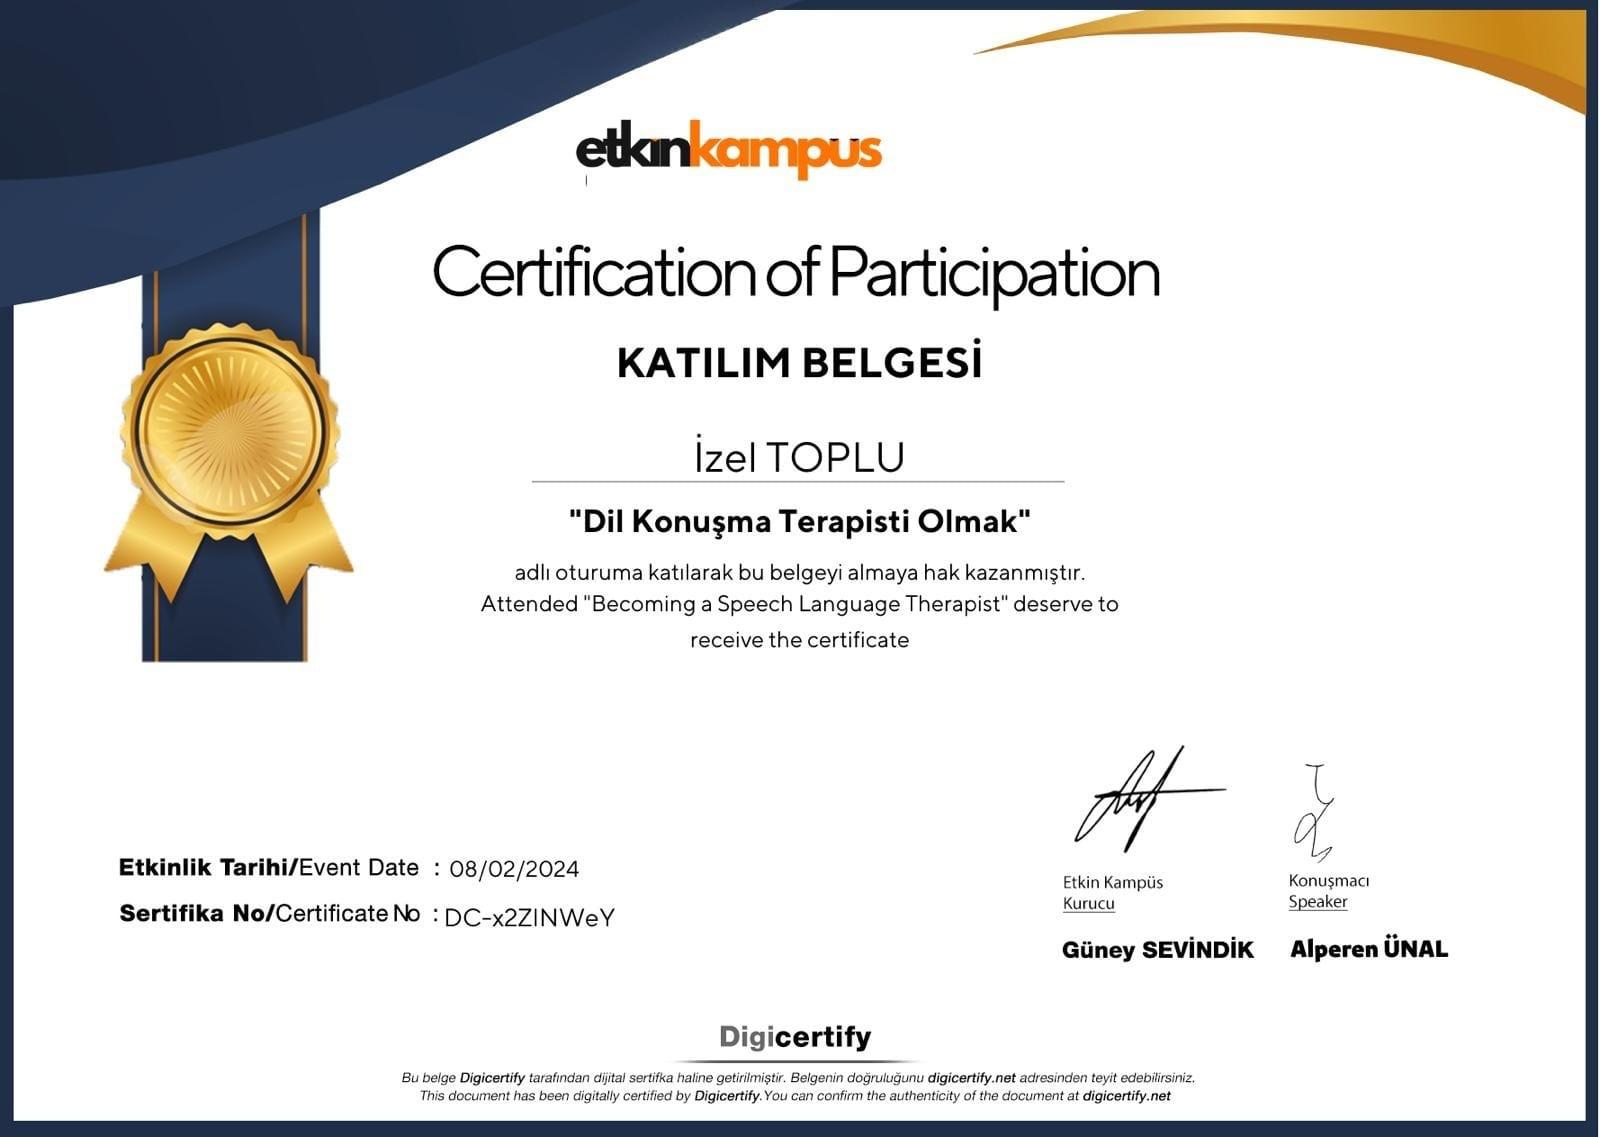 etkinkampus
Certification of Participation
KATILIM BELGESİ
İzel TOPLU
"Dil Konuşma Terapisti Olmak"
adlı oturuma katılarak bu belgeyi almaya hak kazanmıştır.
Attended "Becoming a Speech Language Therapist" deserve to
receive the certificate
Etkinlik Tarihi/Event Date : 08/02/2024
Sertifika No/Certificate No : DC-x2ZINWeY
Etkin Kampüs
Kurucu
Güney SEVİNDİK
Konuşmacı
Speaker
Alperen ÜNAL
Digicertify
Bu belge Digicertify tarafından dijital sertifka haline getirilmiştir. Belgenin doğruluğunu digicertify.net adresinden teyit edebilirsiniz.
This document has been digitally certified by Digicertify.You can confirm the authenticity of the document at digicertify.net